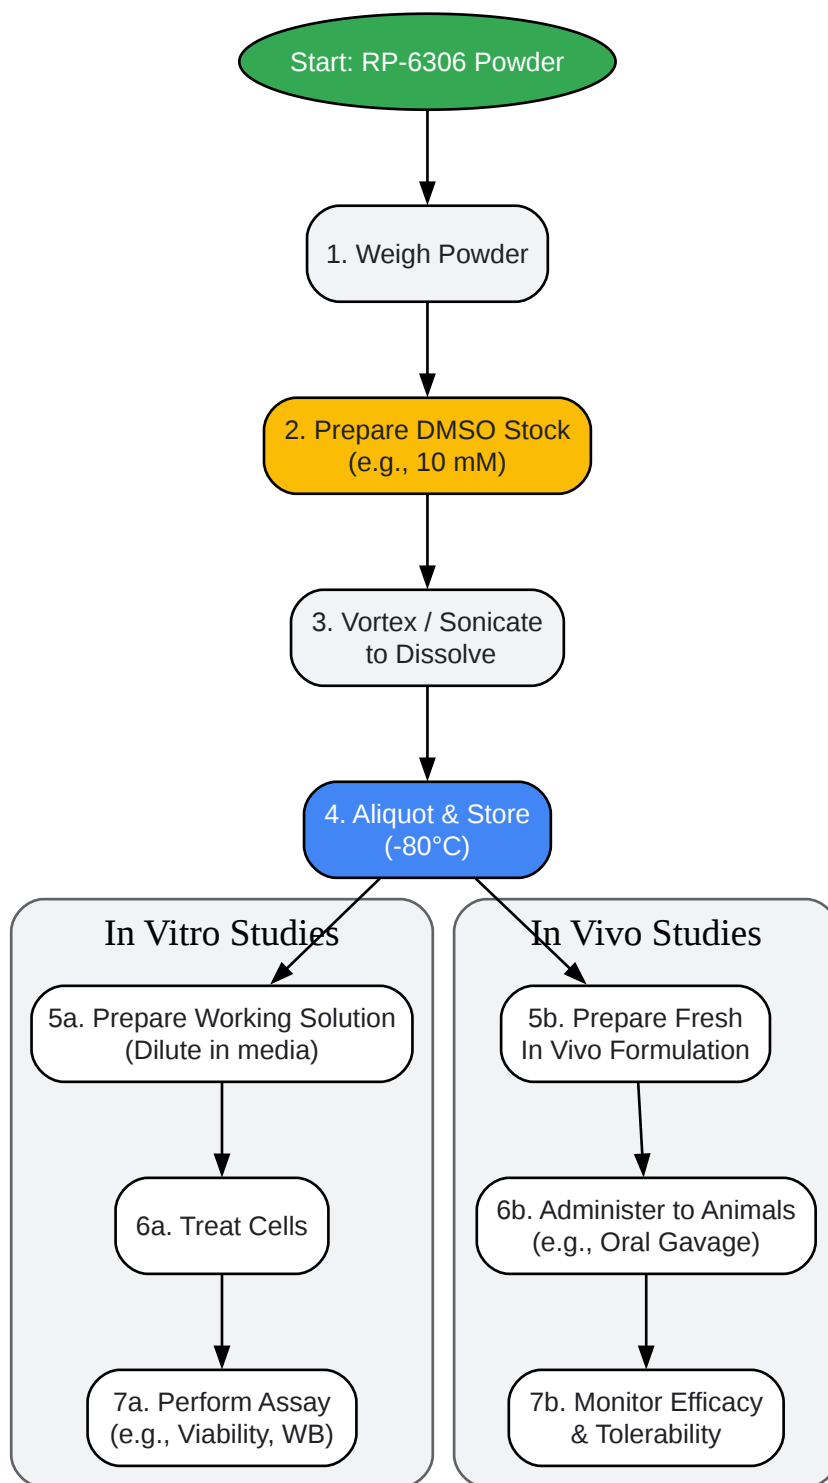 Start: RP-6306 Powder
1. Weigh Powder
2. Prepare DMSO Stock
(e.g., 10 mM)
3. Vortex / Sonicate
to Dissolve
4. Aliquot & Store
(-80°C)
In Vitro Studies
5a. Prepare Working Solution
(Dilute in media)
6a. Treat Cells
7a. Perform Assay
(e.g., Viability, WB)
In Vivo Studies
5b. Prepare Fresh
In Vivo Formulation
6b. Administer to Animals
(e.g., Oral Gavage)
7b. Monitor Efficacy
& Tolerability